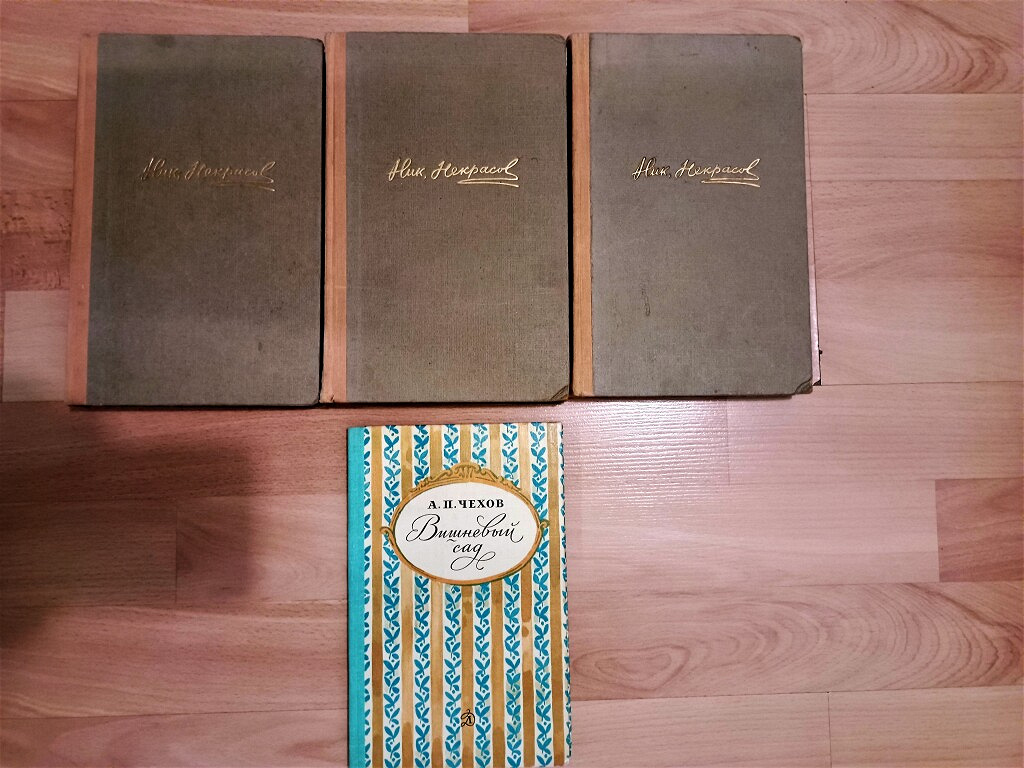 Ник. Некрасов
Ник. Некрасов
Ник. Некрасов
А. П. ЧЕХОВ
Вишневый
сад